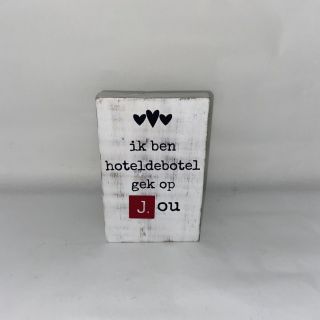 ik ben
hoteldebotel
gek op
J, ou